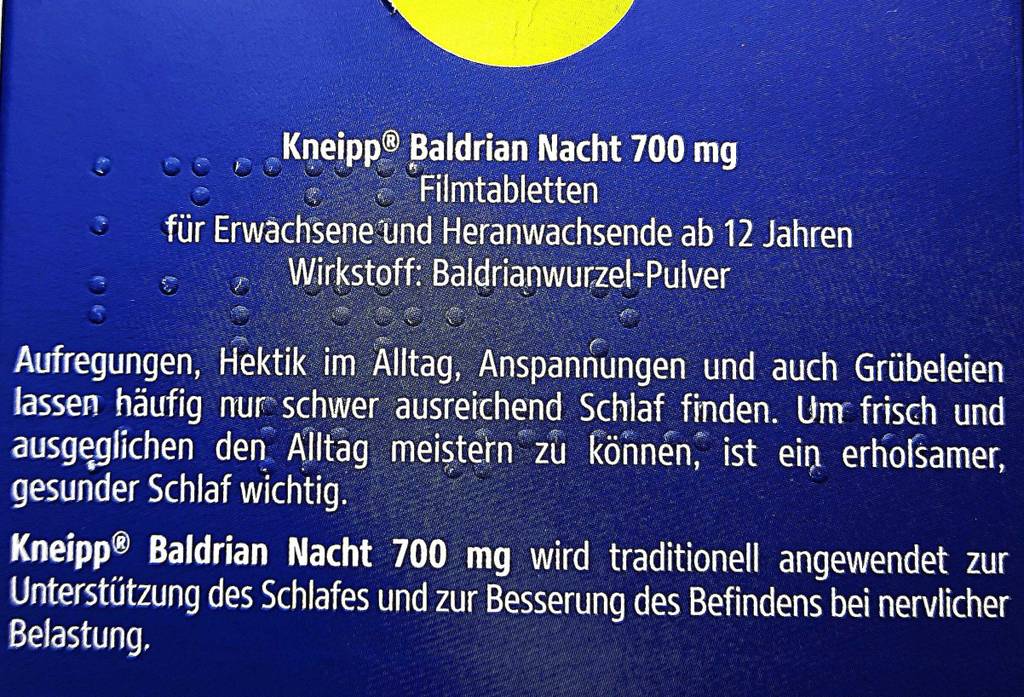 Kneipp® Baldrian Nacht 700 mg
Filmtabletten
für Erwachsene und Heranwachsende ab 12 Jahren
Wirkstoff: Baldrianwurzel-Pulver
Aufregungen, Hektik im Alltag, Anspannungen und auch Grübeleien
lassen häufig nur schwer ausreichend Schlaf finden. Um frisch und
ausgeglichen den Alltag meistern zu können, ist ein erholsamer,
gesunder Schlaf wichtig.
Kneipp® Baldrian Nacht 700 mg wird traditionell angewendet zur
Unterstützung des Schlafes und zur Besserung des Befindens bei nervlicher
Belastung.